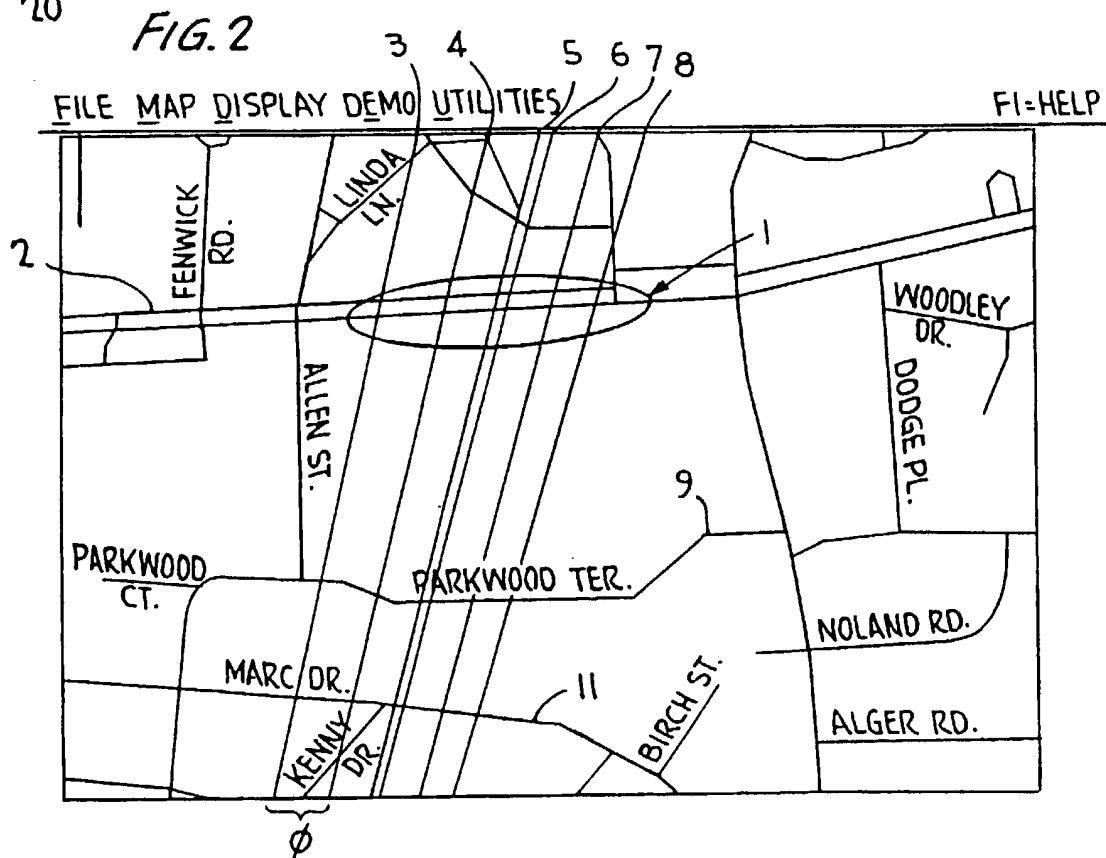 20
FIG. 2
3 4 5 6 7 8
FILE MAP DISPLAY DEMO UTILITIES F1=HELP
LINDA
LN.
FENWICK
RD.
2
1
WOODLEY
DR.
ALLEN ST.
DODGE PL.
9
PARKWOOD
CT.
PARKWOOD TER.
NOLAND RD.
MARC DR.
11
BIRCH ST.
KENNY
DR.
ALGER RD.
φ